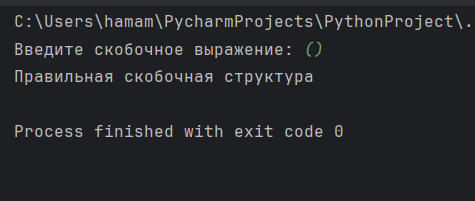 C:\Users\hamam\PycharmProjects\PythonProject\.
Введите скобочное выражение: ()
Правильная скобочная структура
Process finished with exit code 0